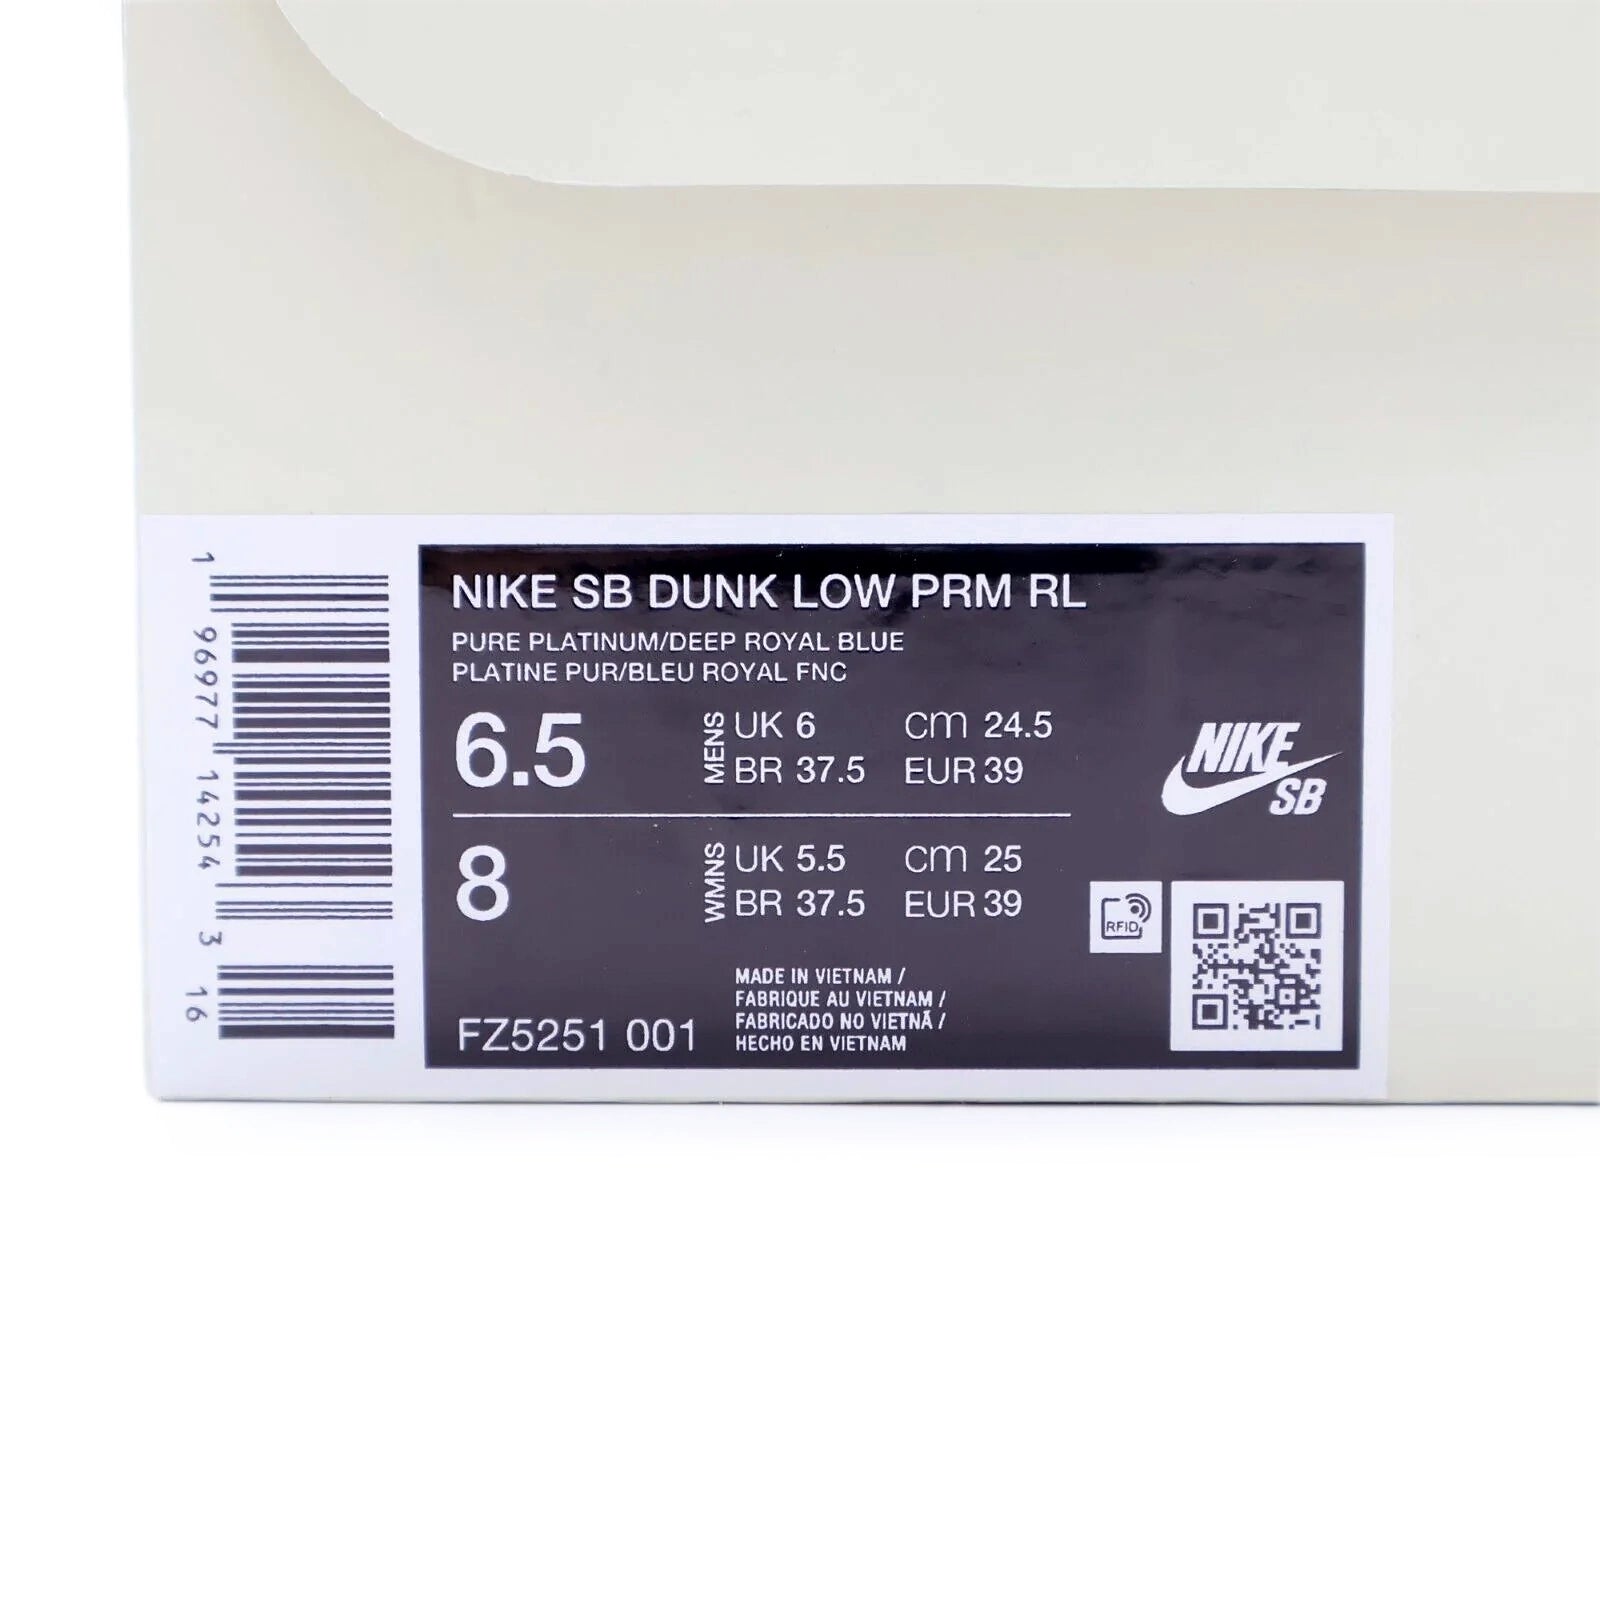 NIKE SB DUNK LOW PRM RL
PURE PLATINUM/DEEP ROYAL BLUE
PLATINE PUR/BLEU ROYAL FNC
6.5 MENS UK 6 CM 24.5
BR 37.5 EUR 39
8 WMNS UK 5.5 CM 25
BR 37.5 EUR 39
NIKE
SB
RFID
MADE IN VIETNAM /
FABRIQUE AU VIETNAM /
FABRICADO NO VIETNÃ /
HECHO EN VIETNAM
FZ5251 001
1 96977 14254 3 16